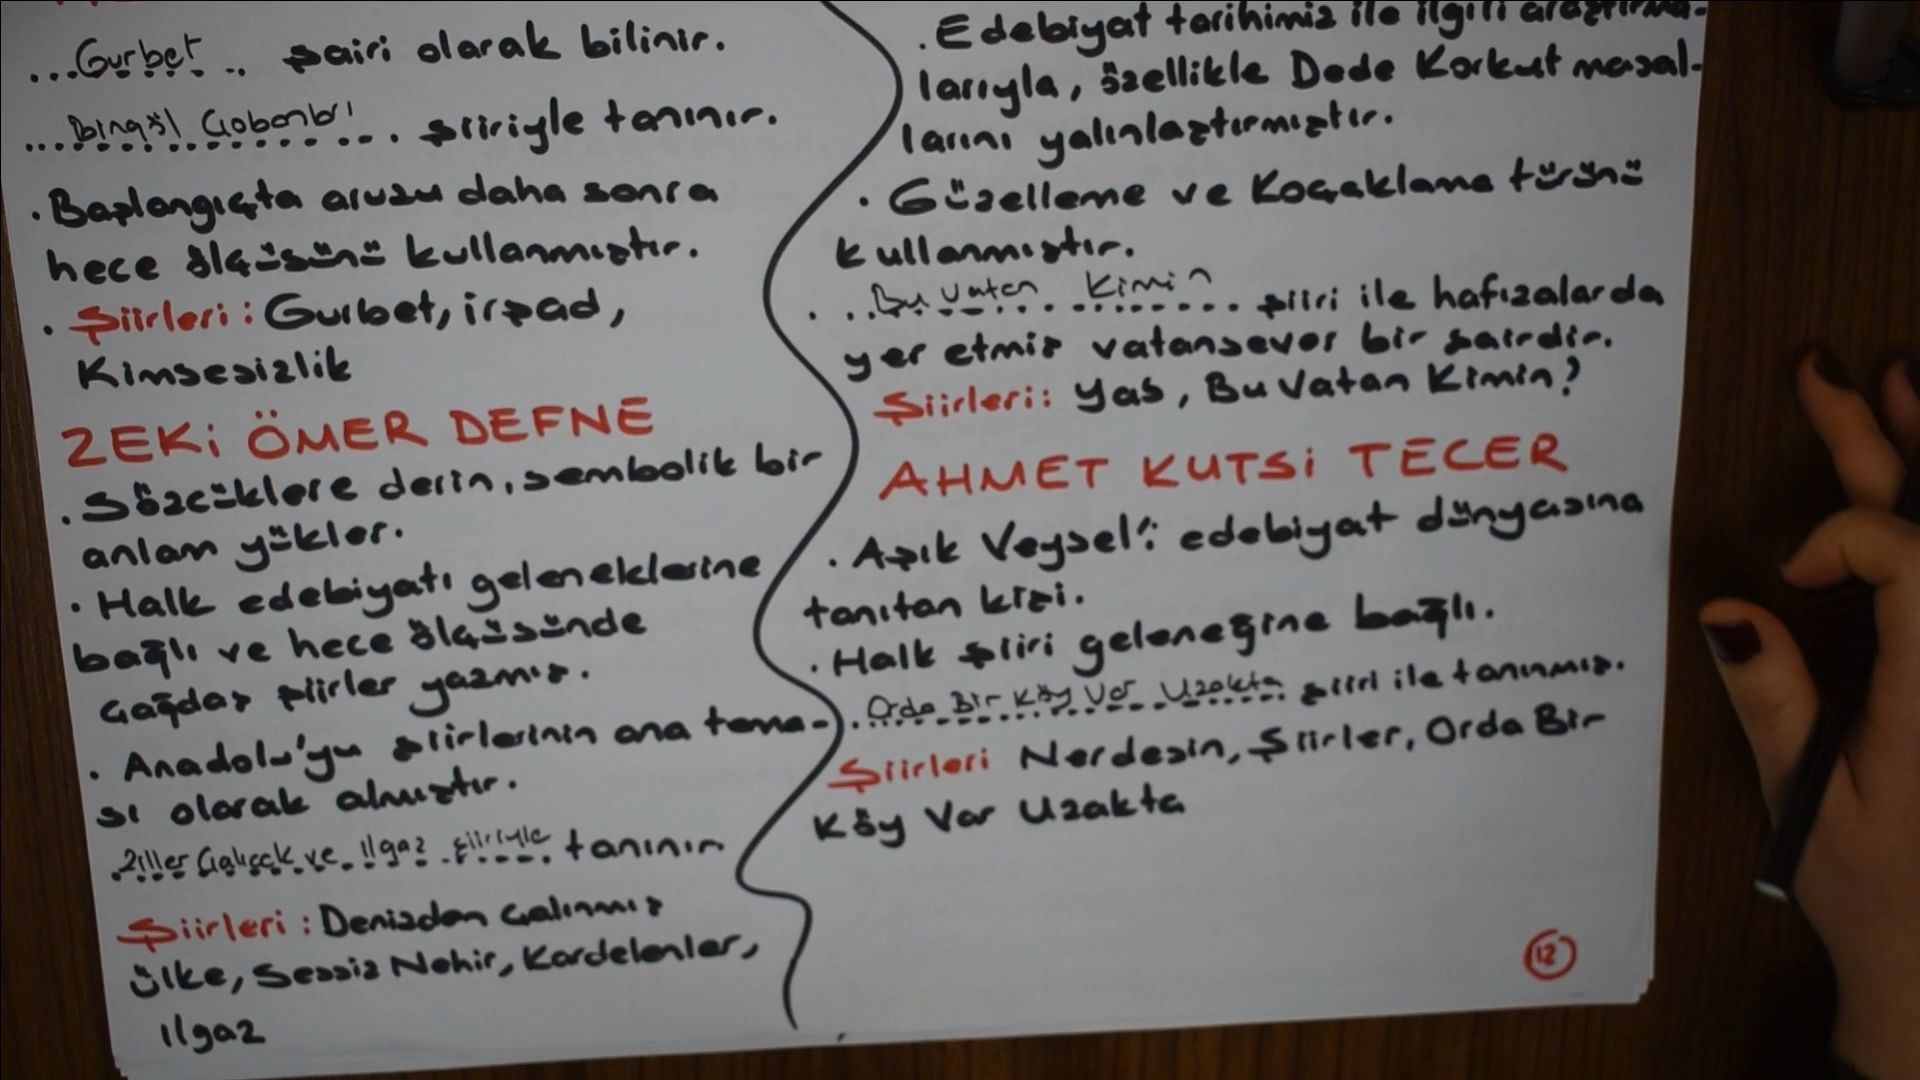 ...Gurbet... şairi olarak bilinir.
...Bingöl Çobanları... şiiriyle tanınır.
. Başlangıçta aruzu daha sonra
hece ölçüsünü kullanmıştır.
. Şiirleri: Gurbet, irşad,
Kimsesizlik
ZEKİ ÖMER DEFNE
. Sözcüklere derin, sembolik bir
anlam yükler.
. Halk edebiyatı geleneklerine
bağlı ve hece ölçüsünde
çağdaş şiirler yazmış.
. Anadolu'yu şiirlerinin ana tema-
sı olarak almıştır.
Ziller Çalıçak ve Ilgaz şiiriyle tanınır
Şiirleri: Denizden Çalınmış
ülke, Sessiz Nehir, Kardelenler,
Ilgaz
. Edebiyat tarihimiz ile ilgili araştırma-
larıyla, özellikle Dede Korkut masal-
larını yalınlaştırmıştır.
. Güzelleme ve Koçaklama türünü
kullanmıştır.
. ..Bu Vatan Kimin... şiiri ile hafızalarda
yer etmiş vatansever bir şairdir.
Şiirleri: Yas, Bu Vatan Kimin?
AHMET KUTSİ TECER
. Aşık Veysel'i edebiyat dünyasına
tanıtan kişi.
. Halk şiiri geleneğine bağlı.
. Orda Bir Köy Var Uzakta şiiri ile tanınmış.
Şiirleri Nerdesin, Şiirler, Orda Bir
Köy Var Uzakta
12